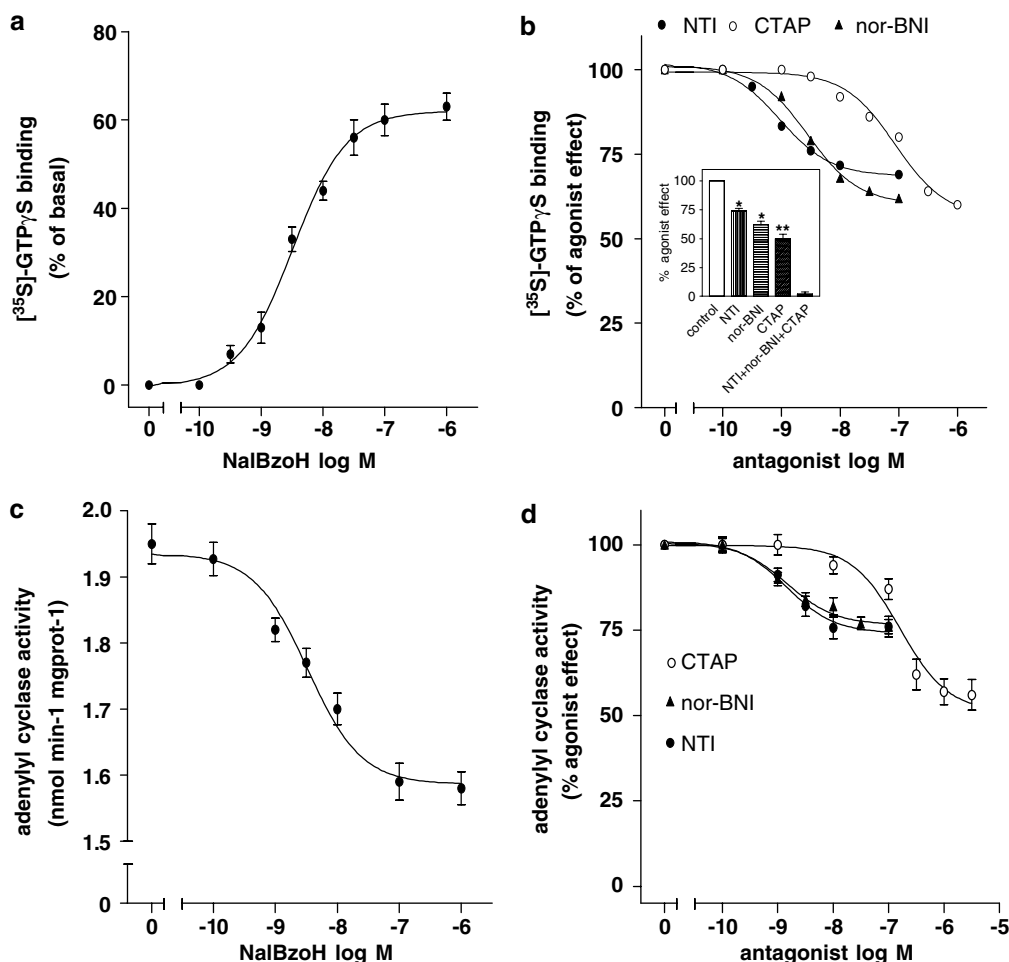 a
80
60
40
20
0
[³⁵S]-GTPγS binding
(% of basal)
0 -10 -9 -8 -7 -6
NalBzoH log M
b
NTI CTAP nor-BNI
100
75
50
25
0
[³⁵S]-GTPγS binding
(% of agonist effect)
100
75
50
25
0
% agonist effect
* * **
control
NTI
nor-BNI
CTAP
NTI+nor-BNI+CTAP
0 -10 -9 -8 -7 -6
antagonist log M
c
2.0
1.9
1.8
1.7
1.6
1.5
0
adenylyl cyclase activity
(nmol min-1 mgprot-1)
0 -10 -9 -8 -7 -6
NalBzoH log M
d
100
75
50
25
0
adenylyl cyclase activity
(% agonist effect)
CTAP
nor-BNI
NTI
0 -10 -9 -8 -7 -6 -5
antagonist log M